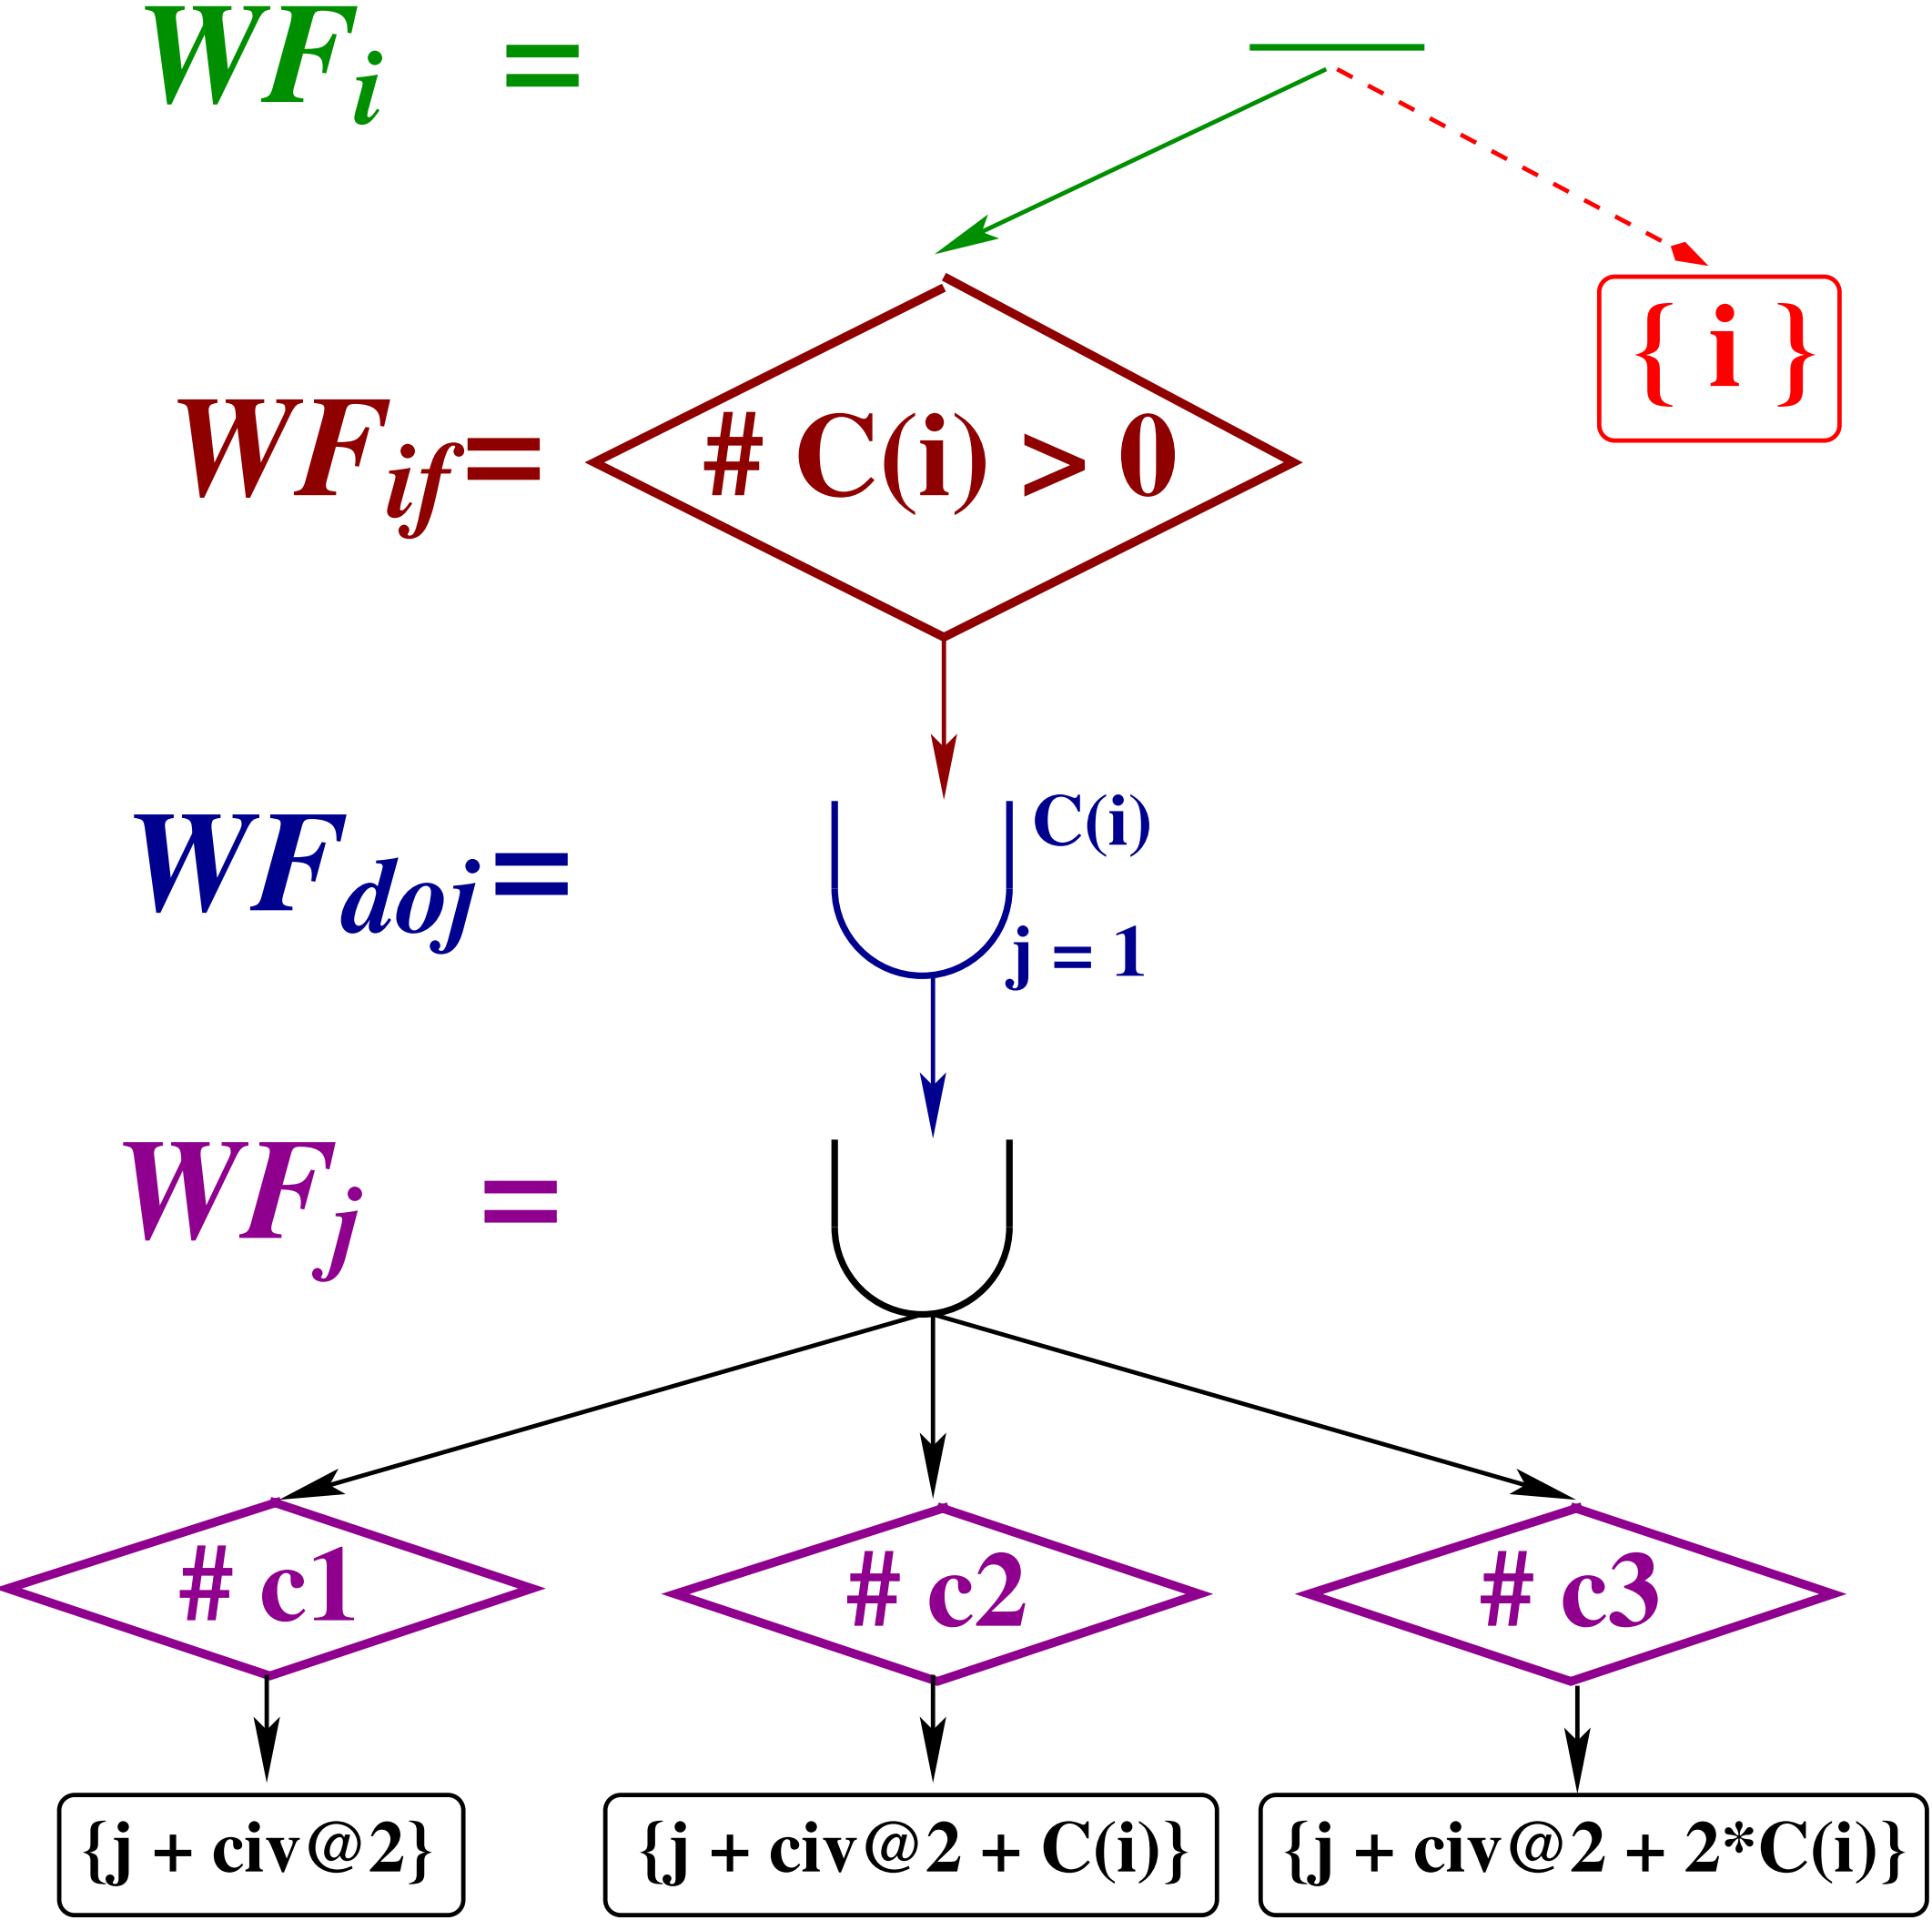 WFi =
{ i }
WFif= # C(i) > 0
C(i)
WFdoj=
j = 1
WFj =
# c1 # c2 # c3
{j + civ@2} {j + civ@2 + C(i)} {j + civ@2 + 2*C(i)}